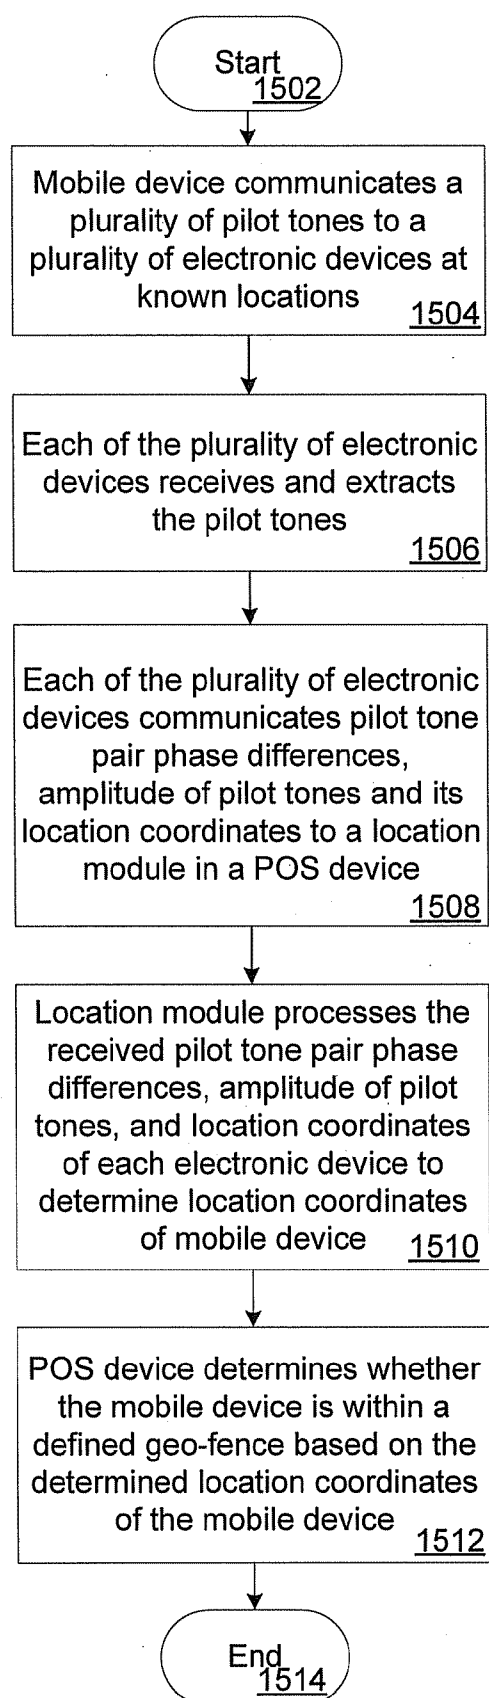 Start
1502
Mobile device communicates a
plurality of pilot tones to a
plurality of electronic devices at
known locations
1504
Each of the plurality of electronic
devices receives and extracts
the pilot tones
1506
Each of the plurality of electronic
devices communicates pilot tone
pair phase differences,
amplitude of pilot tones and its
location coordinates to a location
module in a POS device
1508
Location module processes the
received pilot tone pair phase
differences, amplitude of pilot
tones, and location coordinates
of each electronic device to
determine location coordinates
of mobile device
1510
POS device determines whether
the mobile device is within a
defined geo-fence based on the
determined location coordinates
of the mobile device
1512
End
1514